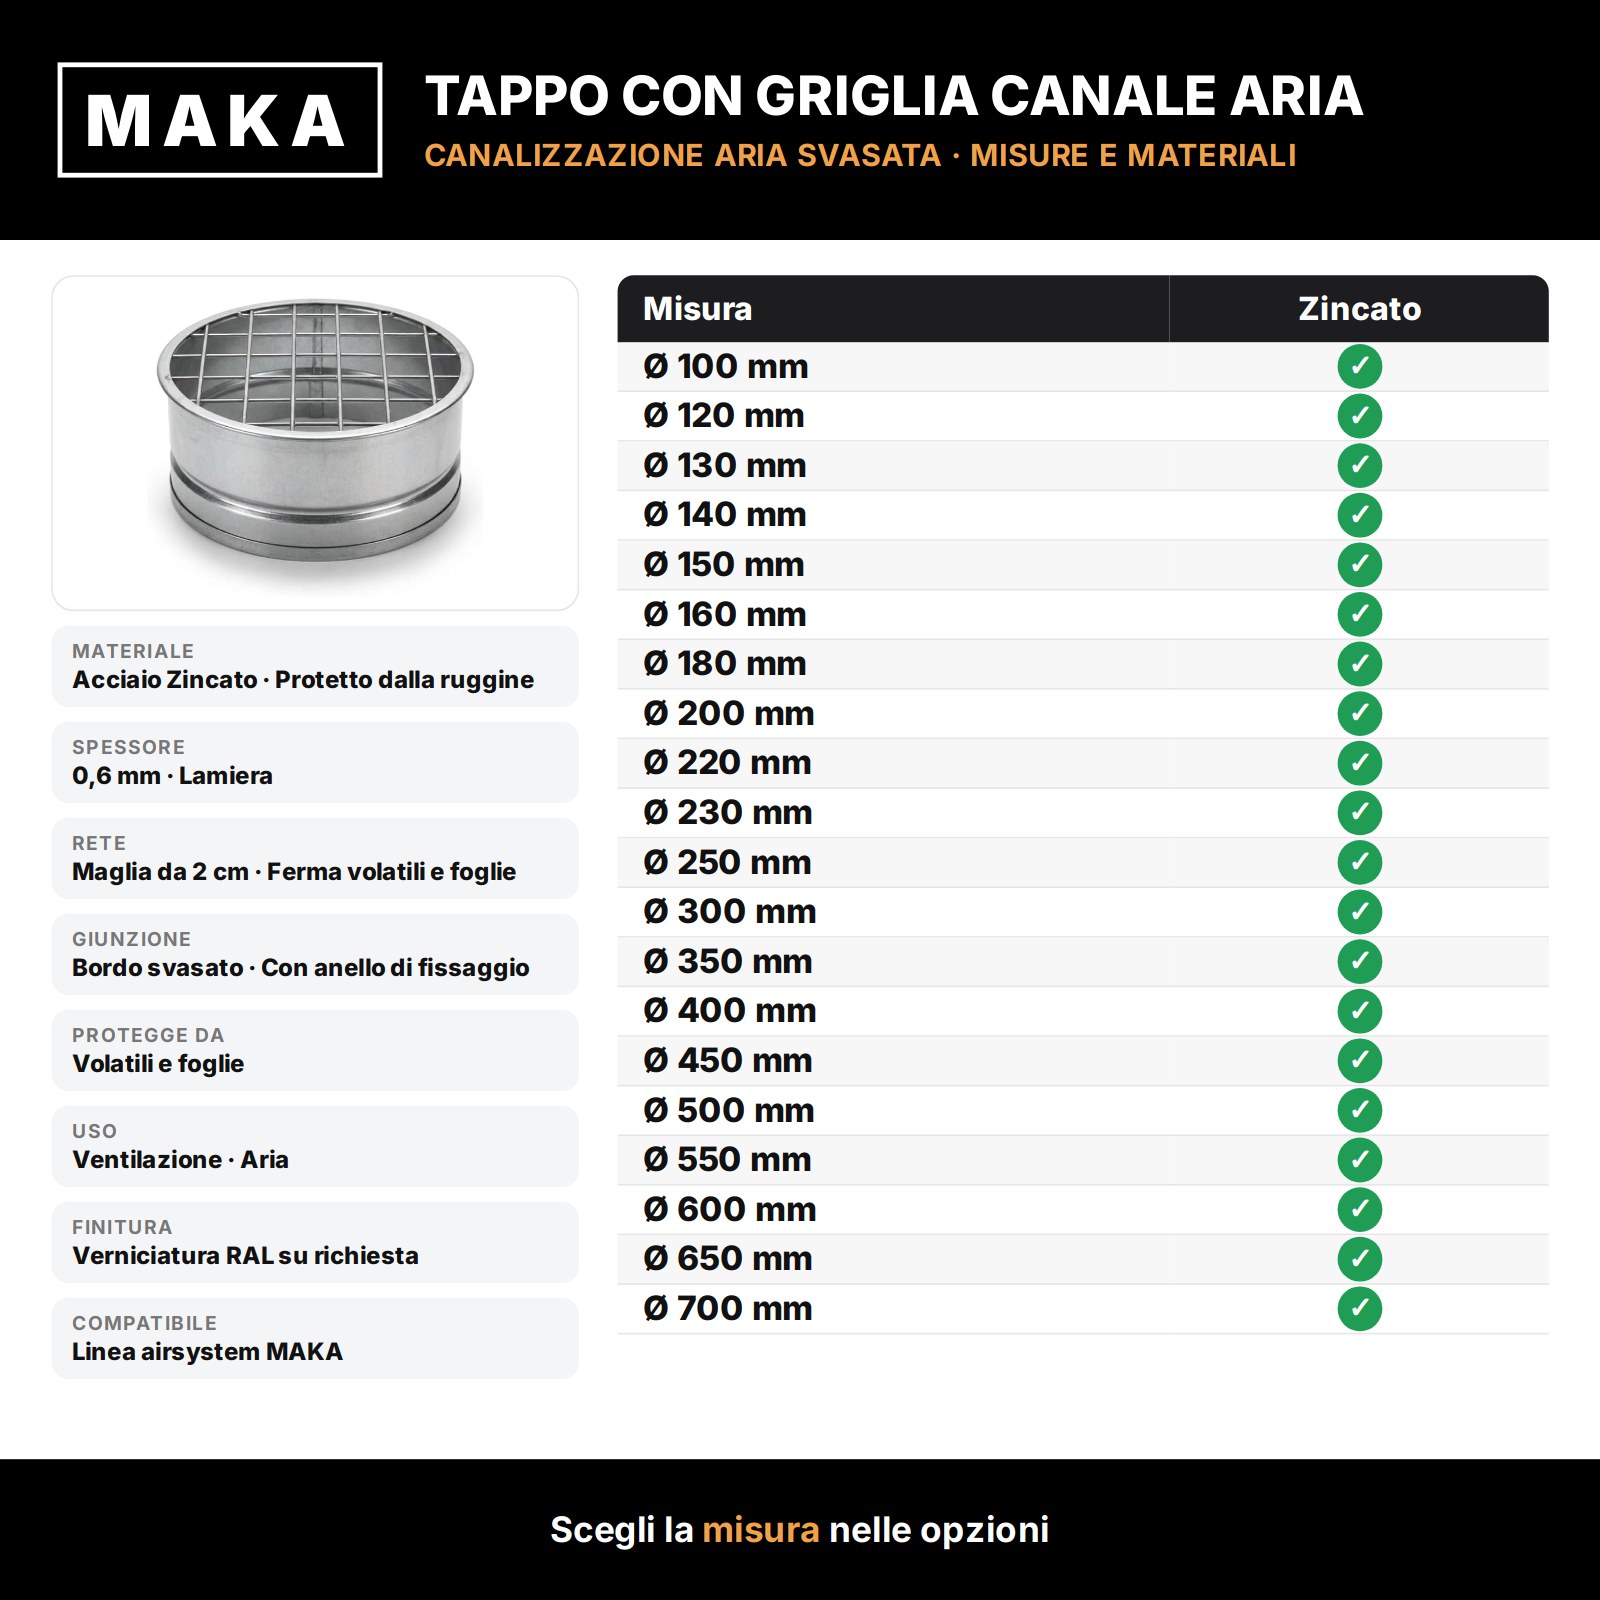 MAKA
TAPPO CON GRIGLIA CANALE ARIA
CANALIZZAZIONE ARIA SVASATA · MISURE E MATERIALI
MATERIALE
Acciaio Zincato · Protetto dalla ruggine
SPESSORE
0,6 mm · Lamiera
RETE
Maglia da 2 cm · Ferma volatili e foglie
GIUNZIONE
Bordo svasato · Con anello di fissaggio
PROTEGGE DA
Volatili e foglie
USO
Ventilazione · Aria
FINITURA
Verniciatura RAL su richiesta
COMPATIBILE
Linea airsystem MAKA
Misura Zincato
Ø 100 mm ✓
Ø 120 mm ✓
Ø 130 mm ✓
Ø 140 mm ✓
Ø 150 mm ✓
Ø 160 mm ✓
Ø 180 mm ✓
Ø 200 mm ✓
Ø 220 mm ✓
Ø 230 mm ✓
Ø 250 mm ✓
Ø 300 mm ✓
Ø 350 mm ✓
Ø 400 mm ✓
Ø 450 mm ✓
Ø 500 mm ✓
Ø 550 mm ✓
Ø 600 mm ✓
Ø 650 mm ✓
Ø 700 mm ✓
Scegli la misura nelle opzioni